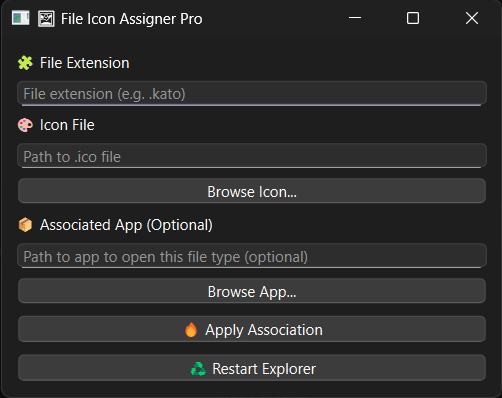 File Icon Assigner Pro
File Extension
File extension (e.g. .kato)
Icon File
Path to .ico file
Browse Icon...
Associated App (Optional)
Path to app to open this file type (optional)
Browse App...
Apply Association
Restart Explorer